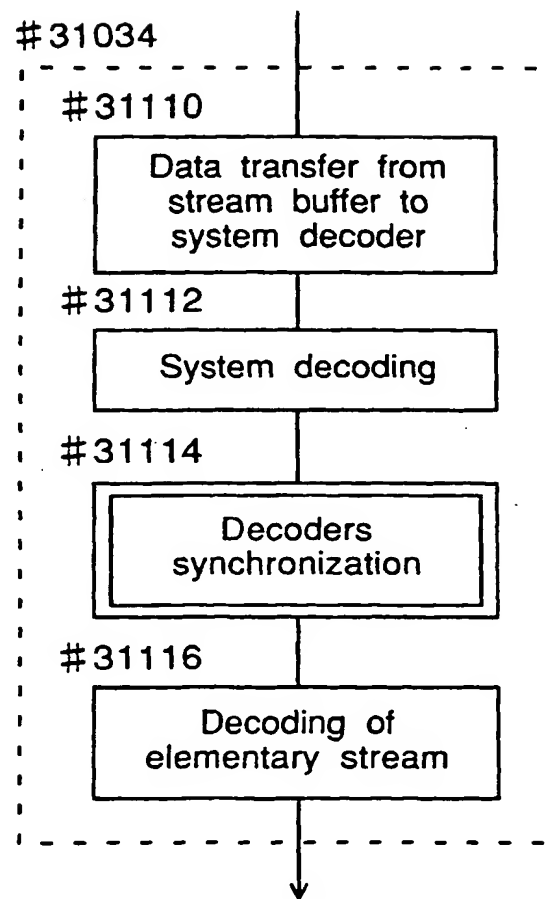 #31034
#31110
Data transfer from
stream buffer to
system decoder
#31112
System decoding
#31114
Decoders
synchronization
#31116
Decoding of
elementary stream